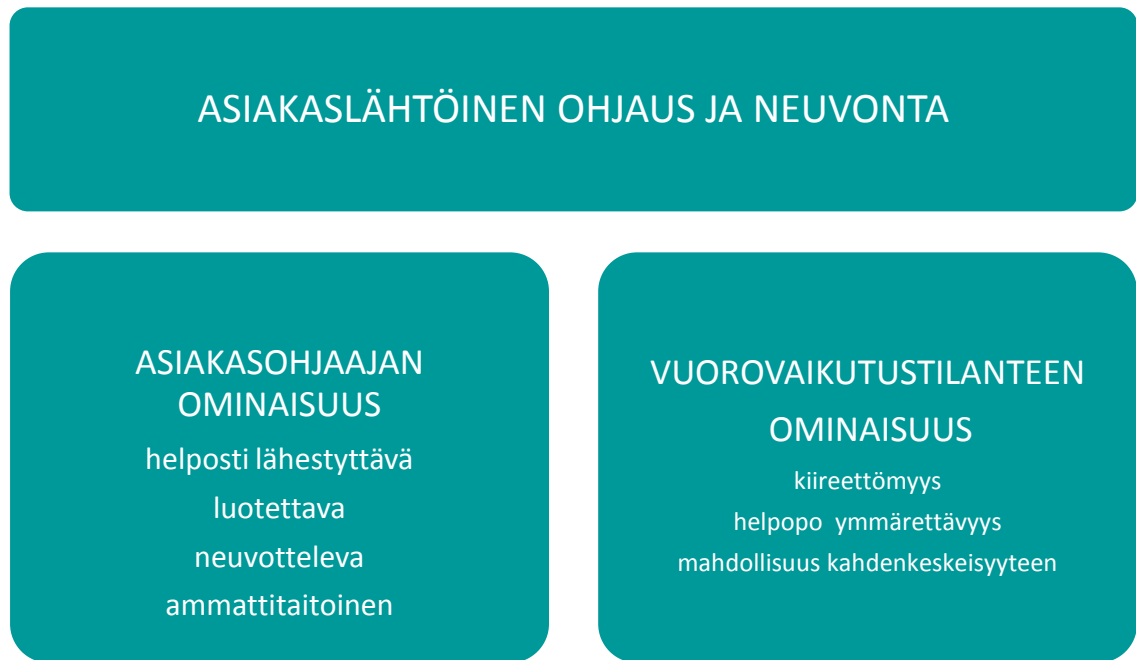 ASIAKASLÄHTÖINEN OHJAUS JA NEUVONTA
ASIAKASOHJAAJAN
OMINAISUUS
helposti lähestyttävä
luotettava
neuvotteleva
ammattitaitoinen
VUOROVAIKUTUSTILANTEEN
OMINAISUUS
kiireettömyys
helpopo ymmärettävyys
mahdollisuus kahdenkeskeisyyteen